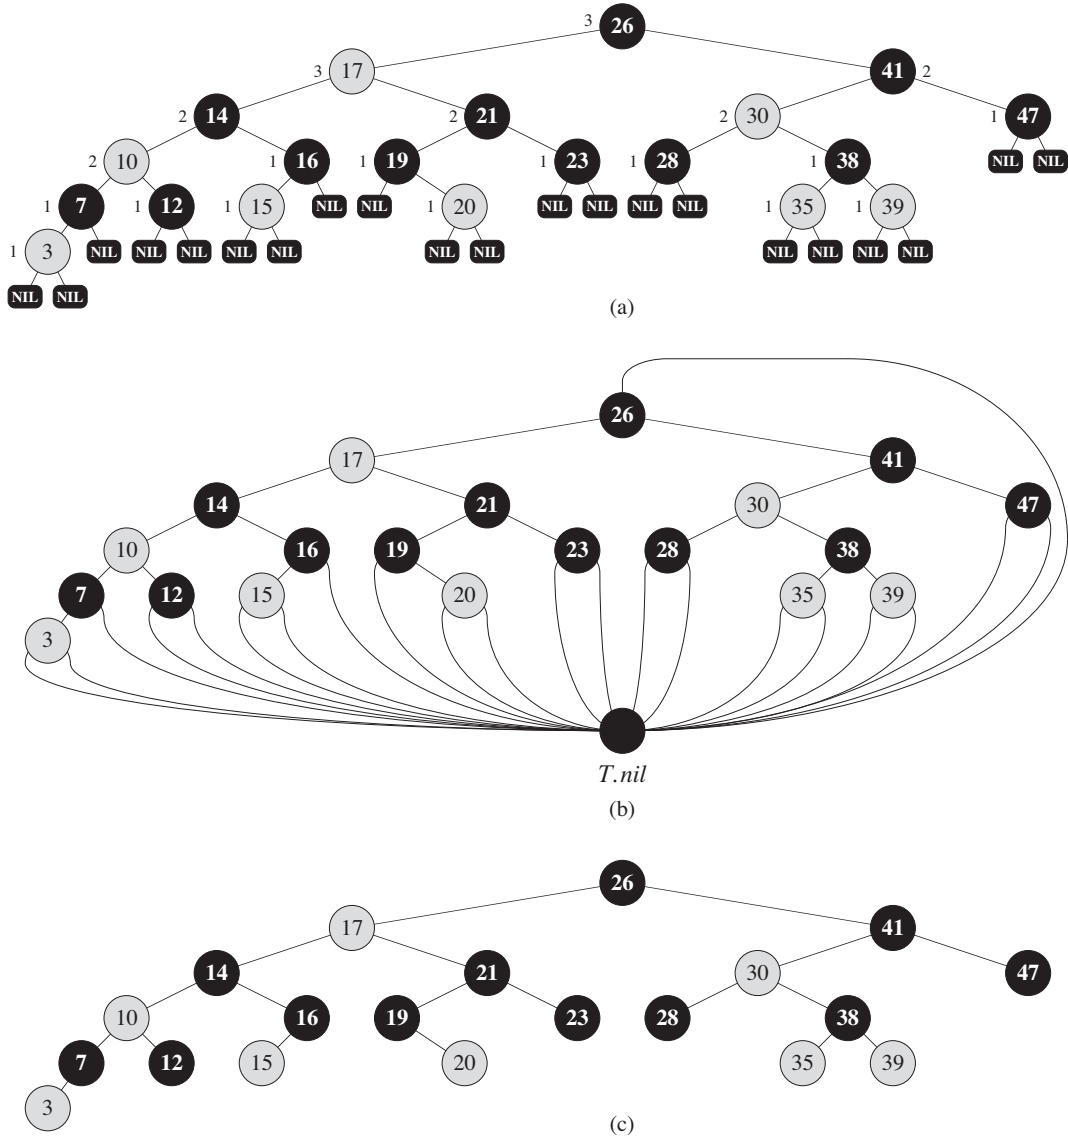 3 26
3 17 41 2
2 14 2 21 2 30 1 47
2 10 1 16 1 19 1 23 1 28 1 38 NIL NIL
1 7 1 12 1 15 NIL NIL 1 20 NIL NIL NIL NIL 1 35 1 39
1 3 NIL NIL NIL NIL NIL NIL NIL NIL NIL NIL NIL
NIL NIL
(a)
26
17 41
14 21 30 47
10 16 19 23 28 38
7 12 15 20 35 39
3
T.nil
(b)
26
17 41
14 21 30 47
10 16 19 23 28 38
7 12 15 20 35 39
3
(c)